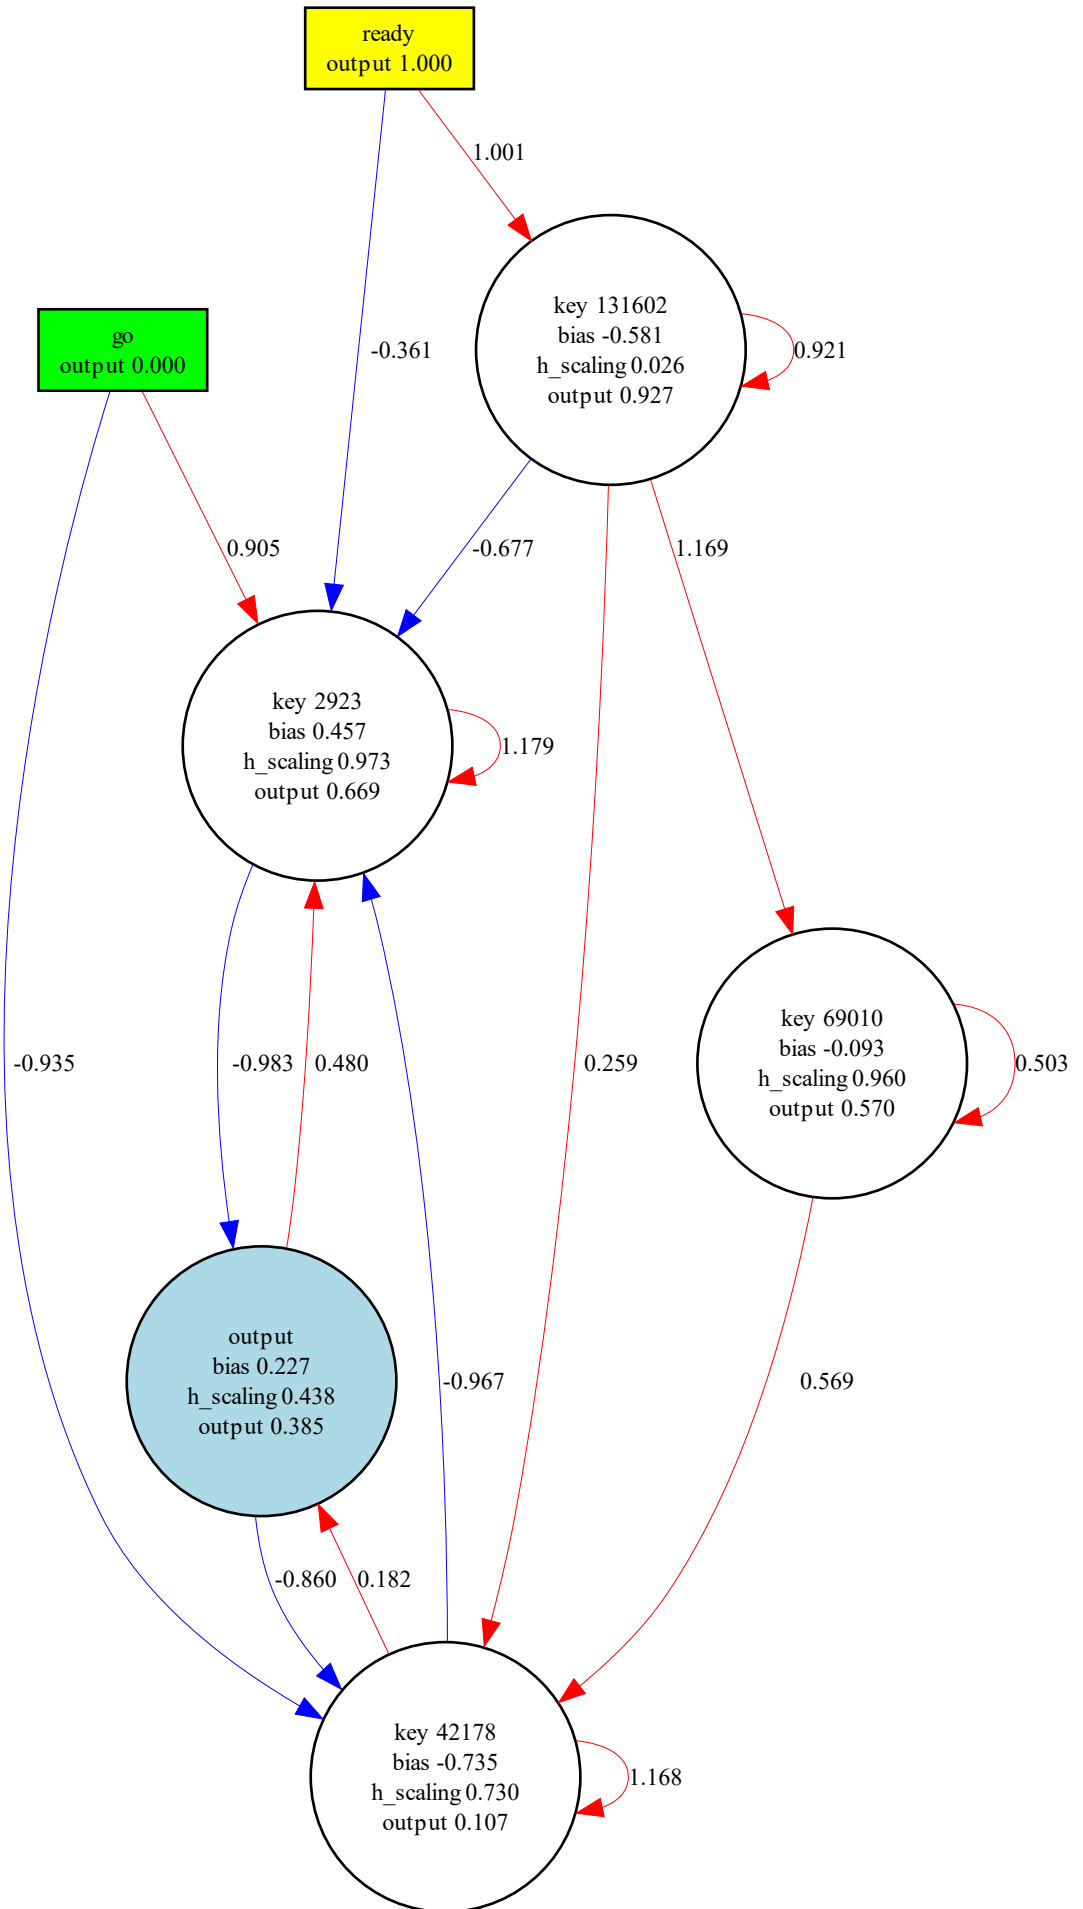 ready
output 1.000
1.001
key 131602
bias -0.581
h_scaling 0.026
output 0.927
0.921
go
output 0.000
-0.361
0.905
-0.677
1.169
key 2923
bias 0.457
h_scaling 0.973
output 0.669
1.179
key 69010
bias -0.093
h_scaling 0.960
output 0.570
0.503
-0.935
-0.983
0.480
0.259
output
bias 0.227
h_scaling 0.438
output 0.385
-0.967
0.569
-0.860
0.182
key 42178
bias -0.735
h_scaling 0.730
output 0.107
1.168